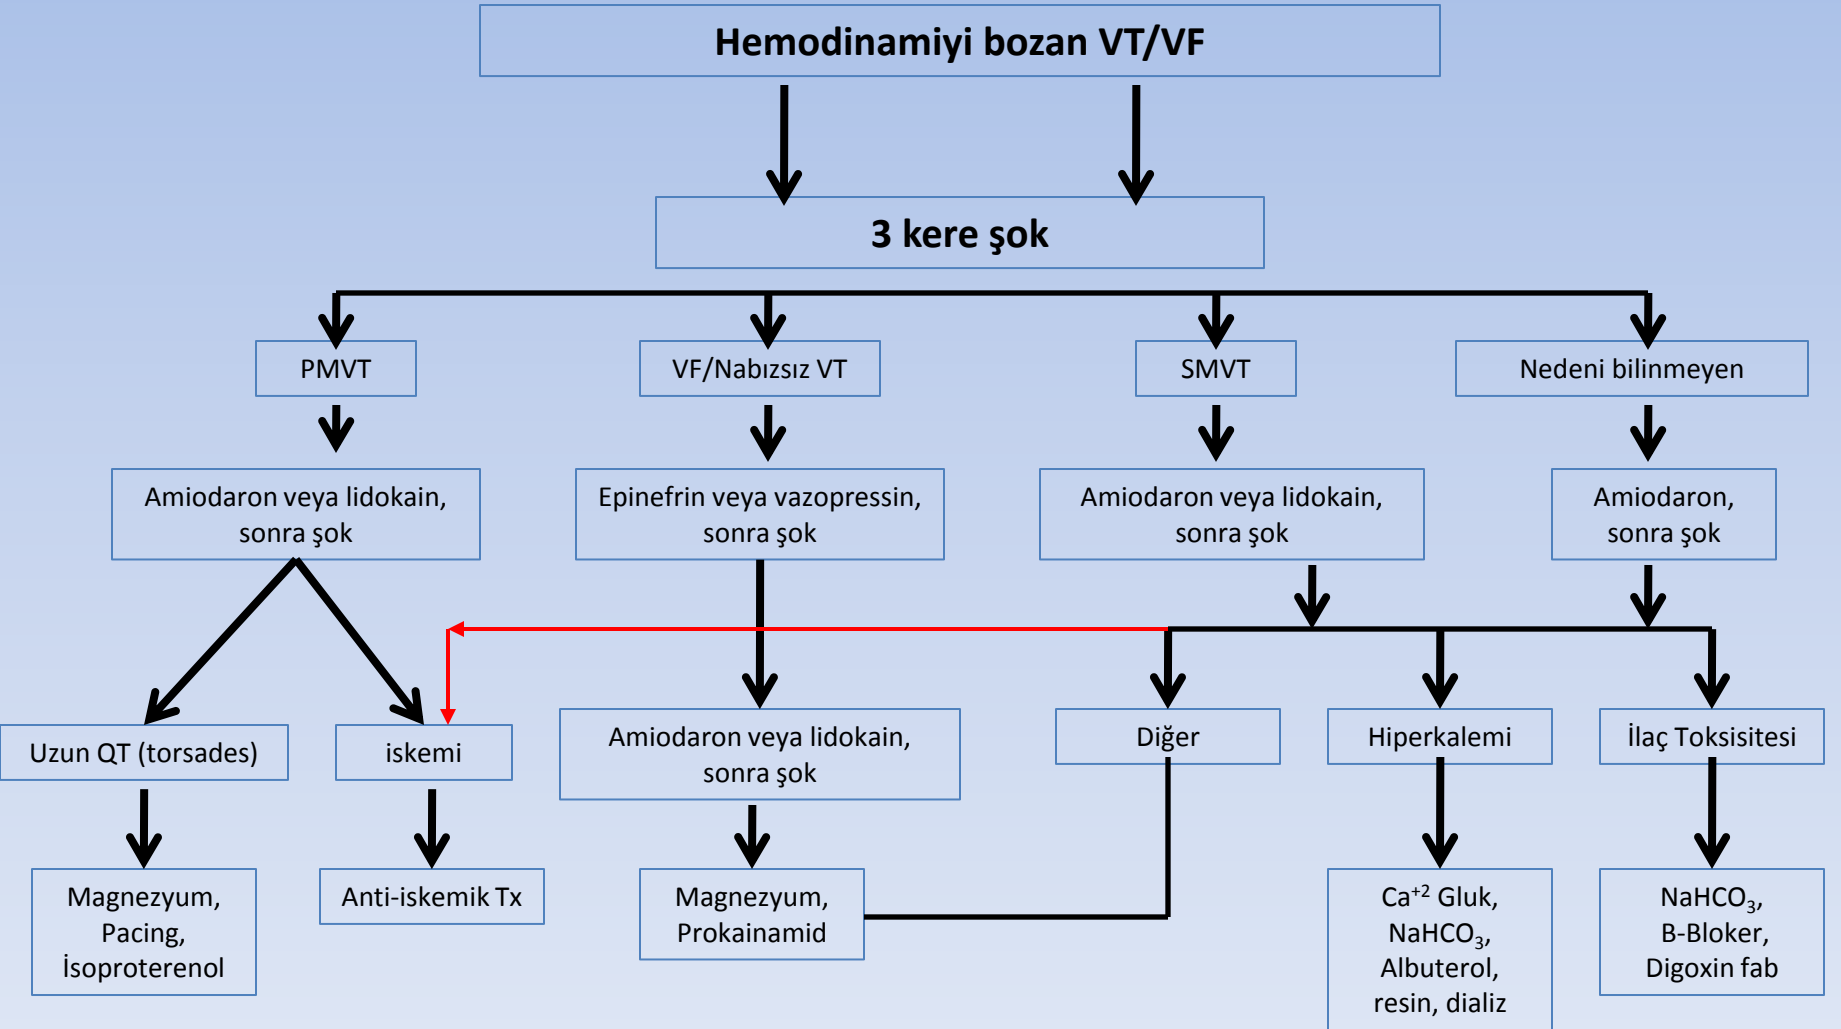 Hemodinamiyi bozan VT/VF
3 kere şok
PMVT
VF/Nabızsız VT
SMVT
Nedeni bilinmeyen
Amiodaron veya lidokain,
sonra şok
Epinefrin veya vazopressin,
sonra şok
Amiodaron veya lidokain,
sonra şok
Amiodaron,
sonra şok
Uzun QT (torsades)
iskemi
Amiodaron veya lidokain,
sonra şok
Diğer
Hiperkalemi
İlaç Toksisitesi
Magnezyum,
Pacing,
İsoproterenol
Anti-iskemik Tx
Magnezyum,
Prokainamid
Ca⁺² Gluk,
NaHCO₃,
Albuterol,
resin, dializ
NaHCO₃,
B-Bloker,
Digoxin fab